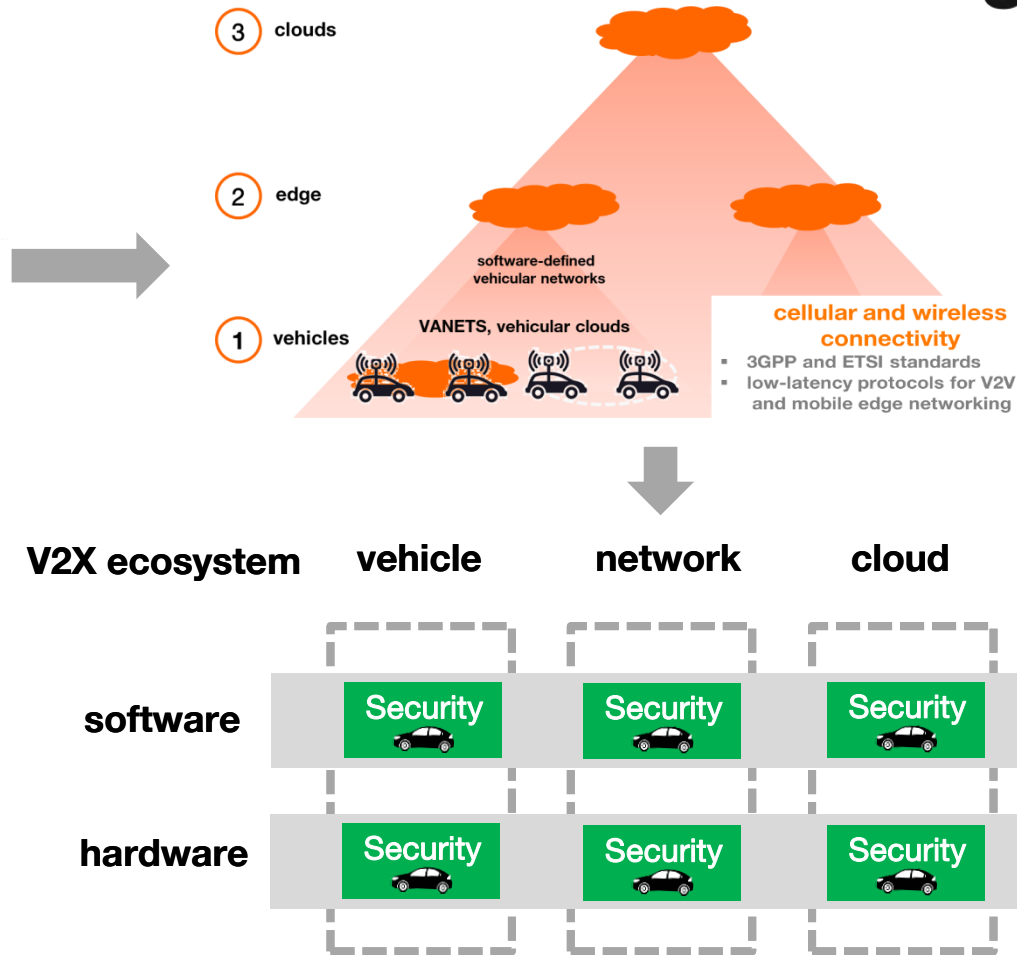 3 clouds
2 edge
software-defined
vehicular networks
1 vehicles
VANETS, vehicular clouds
cellular and wireless
connectivity
▪ 3GPP and ETSI standards
▪ low-latency protocols for V2V
and mobile edge networking
V2X ecosystem vehicle network cloud
software Security Security Security
hardware Security Security Security